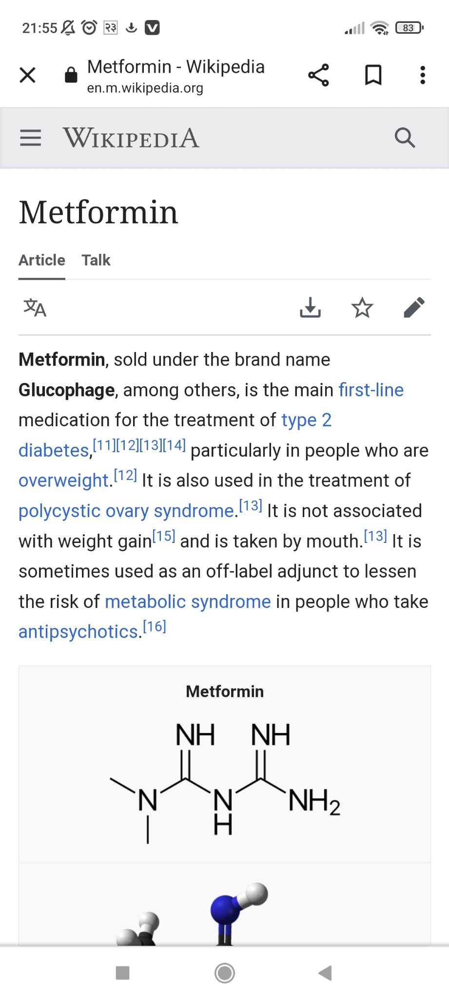 21:55 २३ 83
Metformin - Wikipedia
en.m.wikipedia.org
WIKIPEDIA
Metformin
Article Talk
文A
Metformin, sold under the brand name
Glucophage, among others, is the main first-line
medication for the treatment of type 2
diabetes,[11][12][13][14] particularly in people who are
overweight.[12] It is also used in the treatment of
polycystic ovary syndrome.[13] It is not associated
with weight gain[15] and is taken by mouth.[13] It is
sometimes used as an off-label adjunct to lessen
the risk of metabolic syndrome in people who take
antipsychotics.[16]
Metformin
NH NH
N N NH2
H